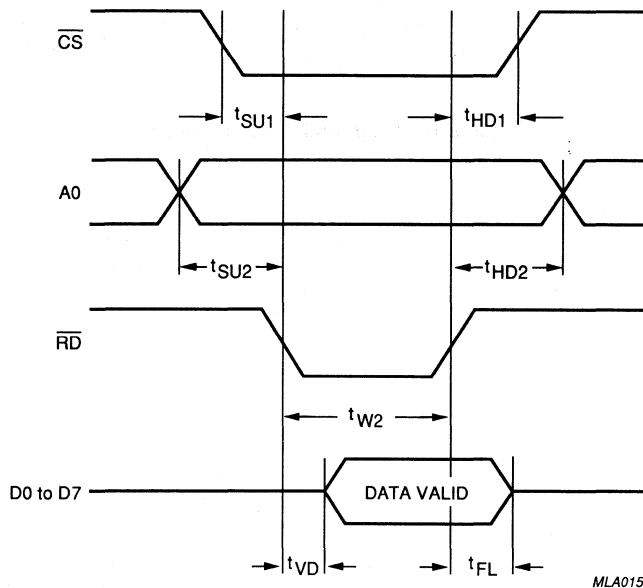 CS
tSU1
tHD1
A0
tSU2
tHD2
RD
tW2
D0 to D7
DATA VALID
tVD
tFL
MLA015